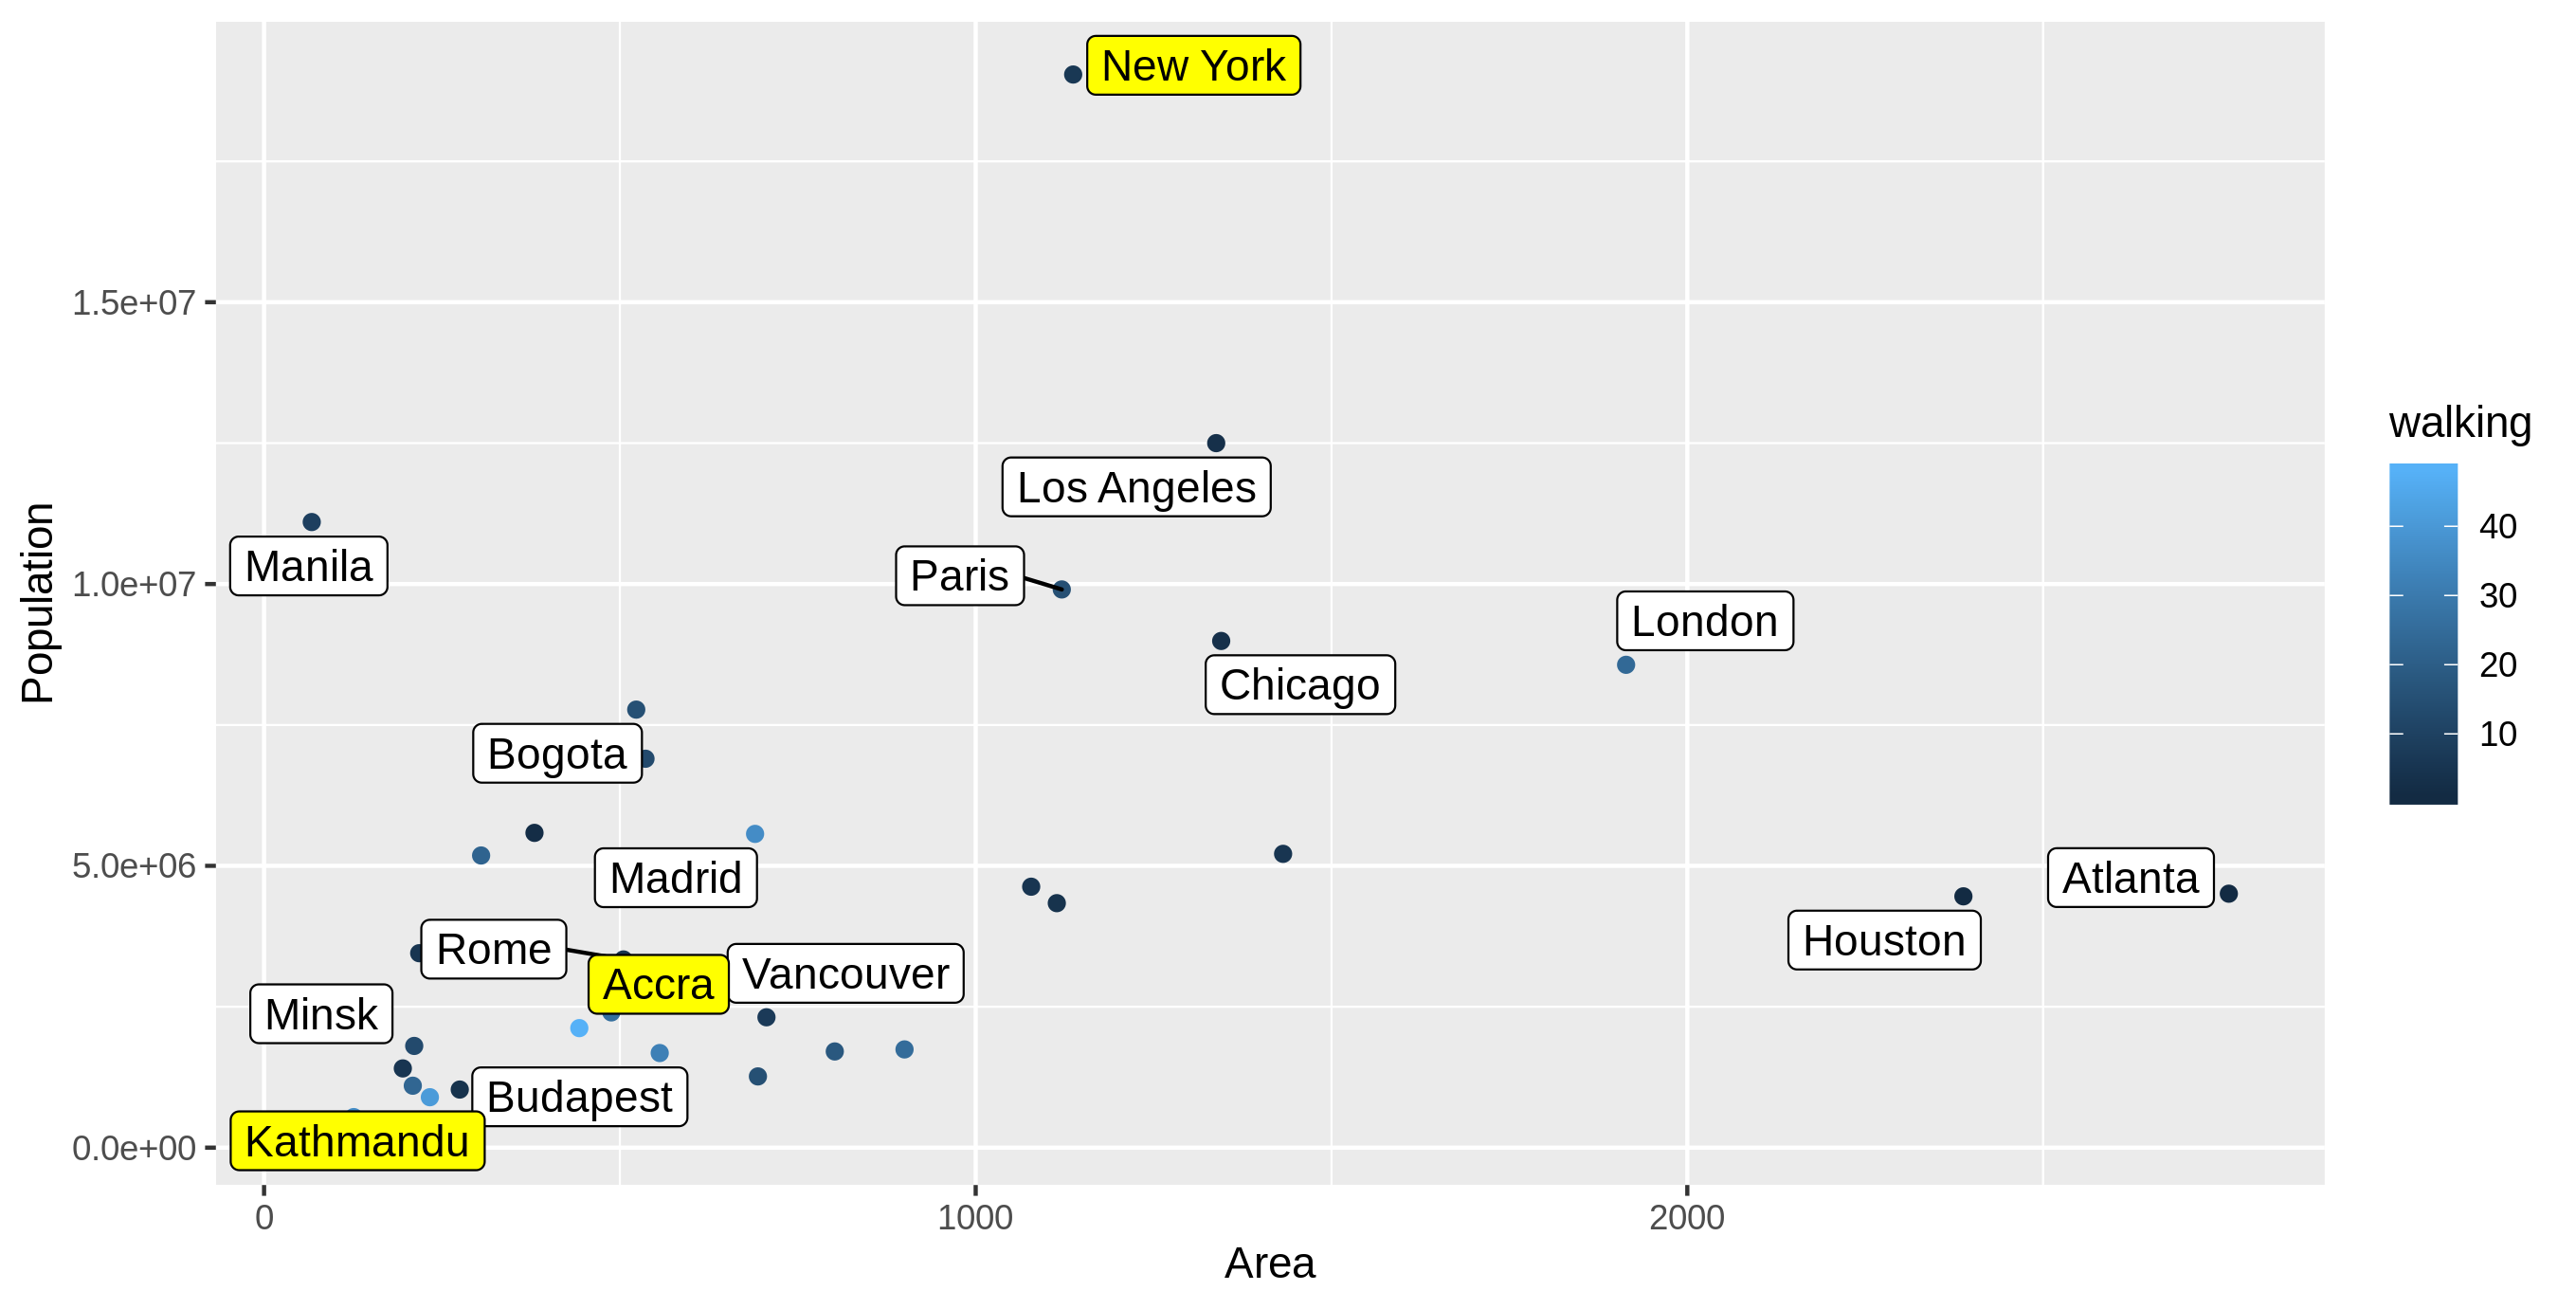 New York
1.5e+07
walking
Los Angeles
40
Manila
Paris
1.0e+07
30
London
Population
20
Chicago
10
Bogota
5.0e+06
Madrid
Atlanta
Houston
Rome
Vancouver
Accra
Minsk
Budapest
Kathmandu
0.0e+00
0
1000
2000
Area